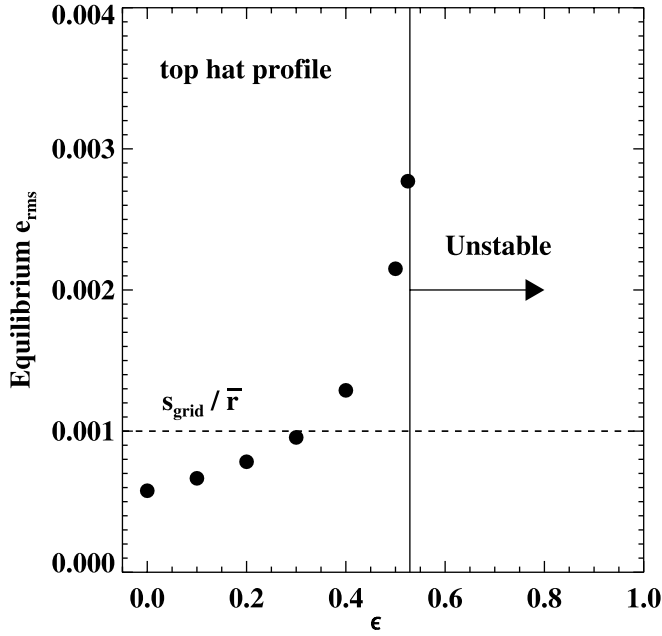 0.004
top hat profile
0.003
Unstable
0.002
Equilibrium e_rms
s_grid / r̅
0.001
0.000
0.0 0.2 0.4 0.6 0.8 1.0
ϵ